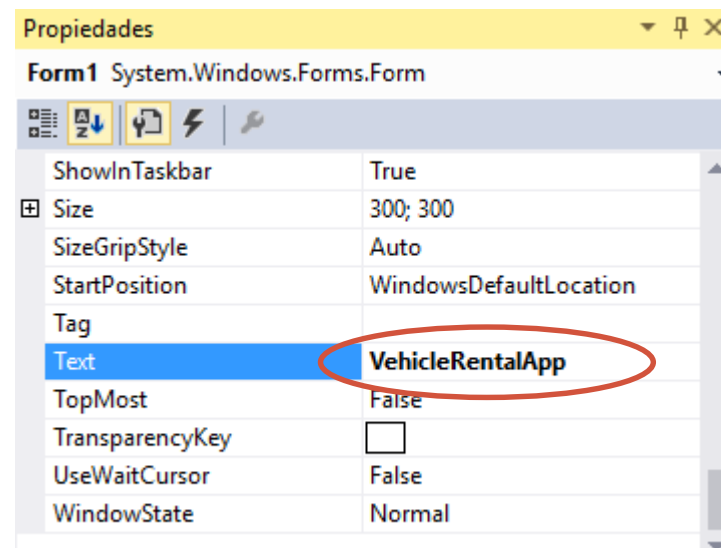 Propiedades
Form1 System.Windows.Forms.Form
ShowInTaskbar True
Size 300; 300
SizeGripStyle Auto
StartPosition WindowsDefaultLocation
Tag
Text VehicleRentalApp
TopMost False
TransparencyKey
UseWaitCursor False
WindowState Normal